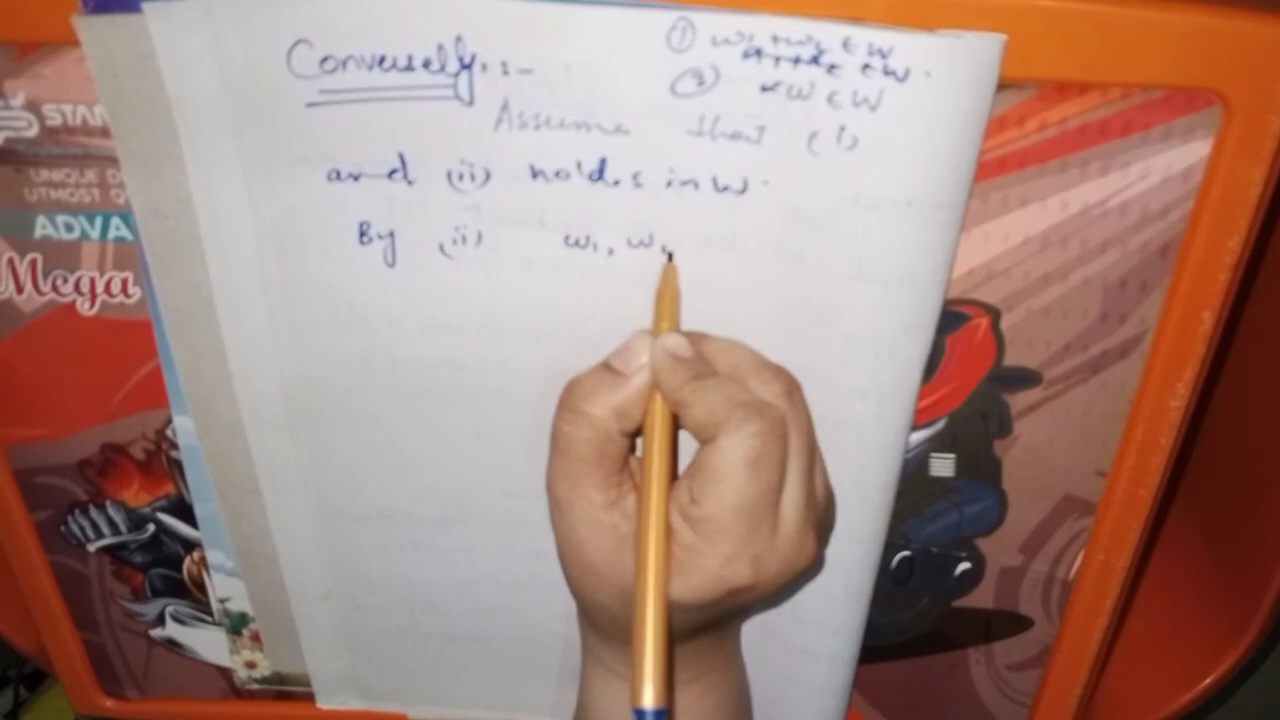 Conversely :-
① w₁ + w₂ ∈ W
∈ W.
② αw ∈ W
Assume that (i)
and (ii) holds in W.
By (ii) w₁, w₂
STAN
UNIQUE D
UTMOST Q
ADVA
Mega